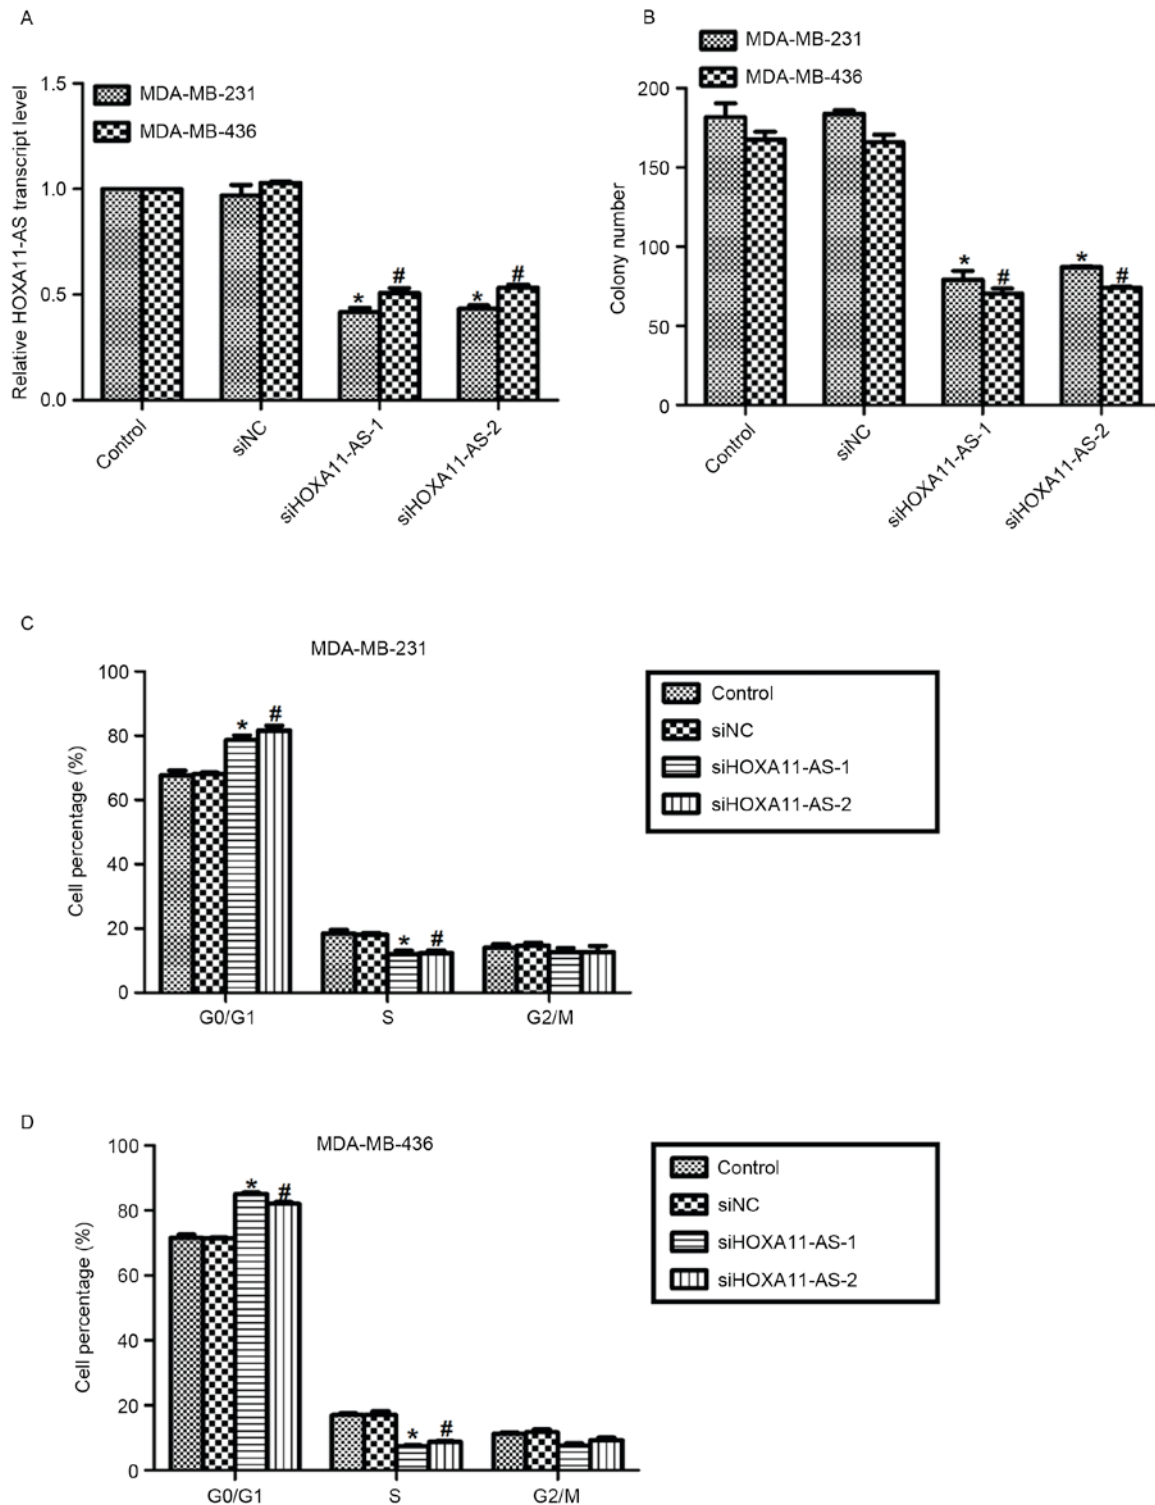 A
Relative HOXA11-AS transcript level
1.5
1.0
0.5
0.0
MDA-MB-231
MDA-MB-436
*
#
*
#
Control
siNC
siHOXA11-AS-1
siHOXA11-AS-2
B
MDA-MB-231
MDA-MB-436
Colony number
200
150
100
50
0
*
#
*
#
Control
siNC
siHOXA11-AS-1
siHOXA11-AS-2
C
MDA-MB-231
Cell percentage (%)
100
80
60
40
20
0
*
#
*
#
G0/G1
S
G2/M
Control
siNC
siHOXA11-AS-1
siHOXA11-AS-2
D
MDA-MB-436
Cell percentage (%)
100
80
60
40
20
0
*
#
*
#
G0/G1
S
G2/M
Control
siNC
siHOXA11-AS-1
siHOXA11-AS-2